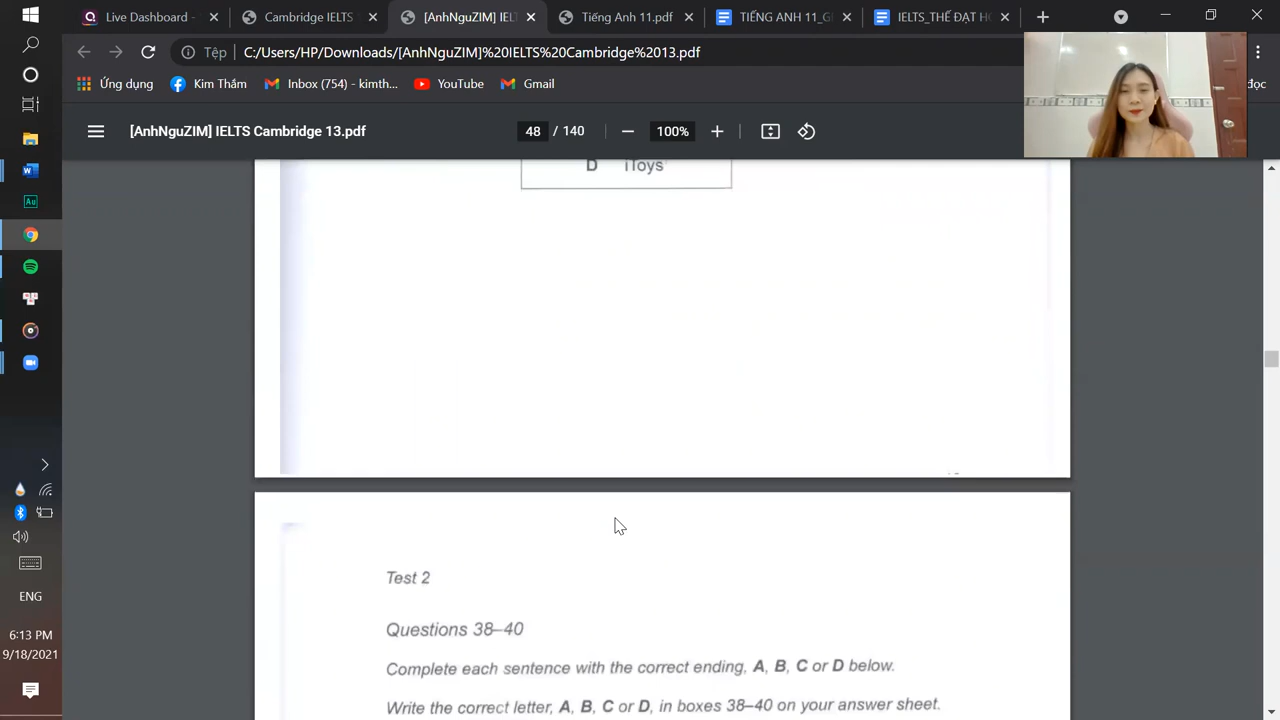 Live Dashboard -
Cambridge IELTS
[AnhNguZIM] IEL
Tiếng Anh 11.pdf
TIẾNG ANH 11_G
IELTS_THẾ ĐẠT H
Tệp
C:/Users/HP/Downloads/[AnhNguZIM]%20IELTS%20Cambridge%2013.pdf
Ứng dụng
Kim Thắm
Inbox (754) - kimth...
YouTube
Gmail
đọc
[AnhNguZIM] IELTS Cambridge 13.pdf
48 / 140
100%
D iToys
Test 2
Questions 38–40
Complete each sentence with the correct ending, A, B, C or D below.
Write the correct letter, A, B, C or D, in boxes 38–40 on your answer sheet.
ENG
6:13 PM
9/18/2021